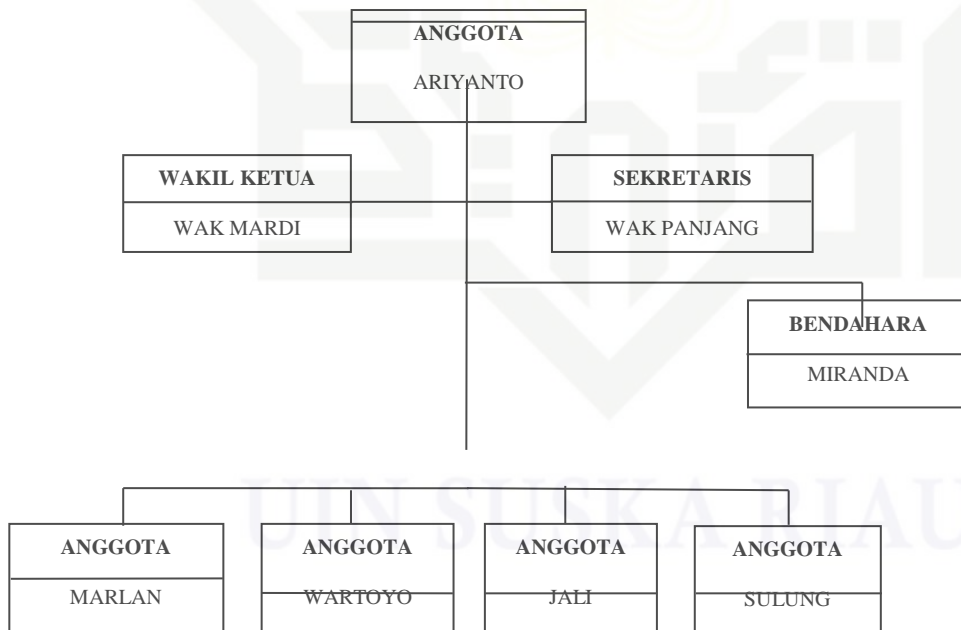 ANGGOTA
ARIYANTO
WAKIL KETUA
WAK MARDI
SEKRETARIS
WAK PANJANG
BENDAHARA
MIRANDA
UIN SUSKA RIAU
ANGGOTA
MARLAN
ANGGOTA
WARTOYO
ANGGOTA
JALI
ANGGOTA
SULUNG